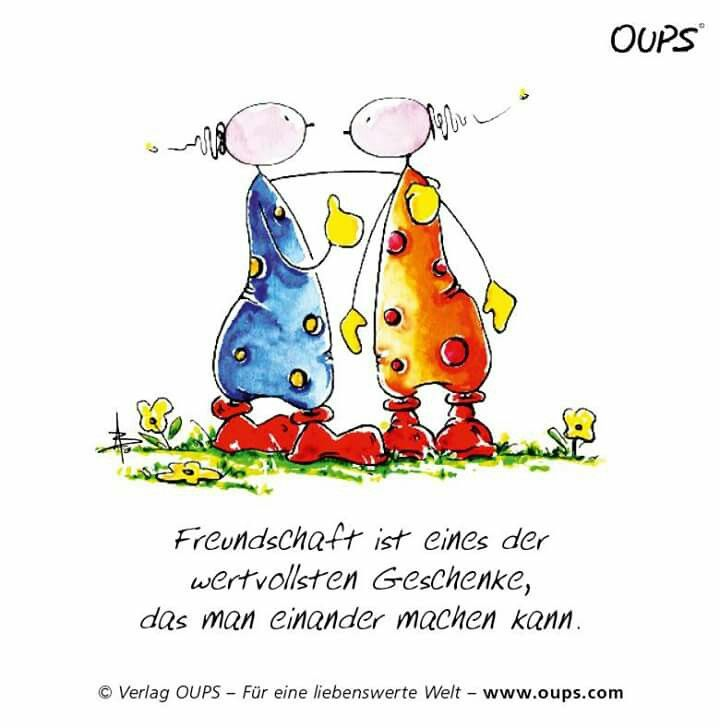 OUPS©
Freundschaft ist eines der
wertvollsten Geschenke,
das man einander machen kann.
© Verlag OUPS – Für eine liebenswerte Welt – www.oups.com